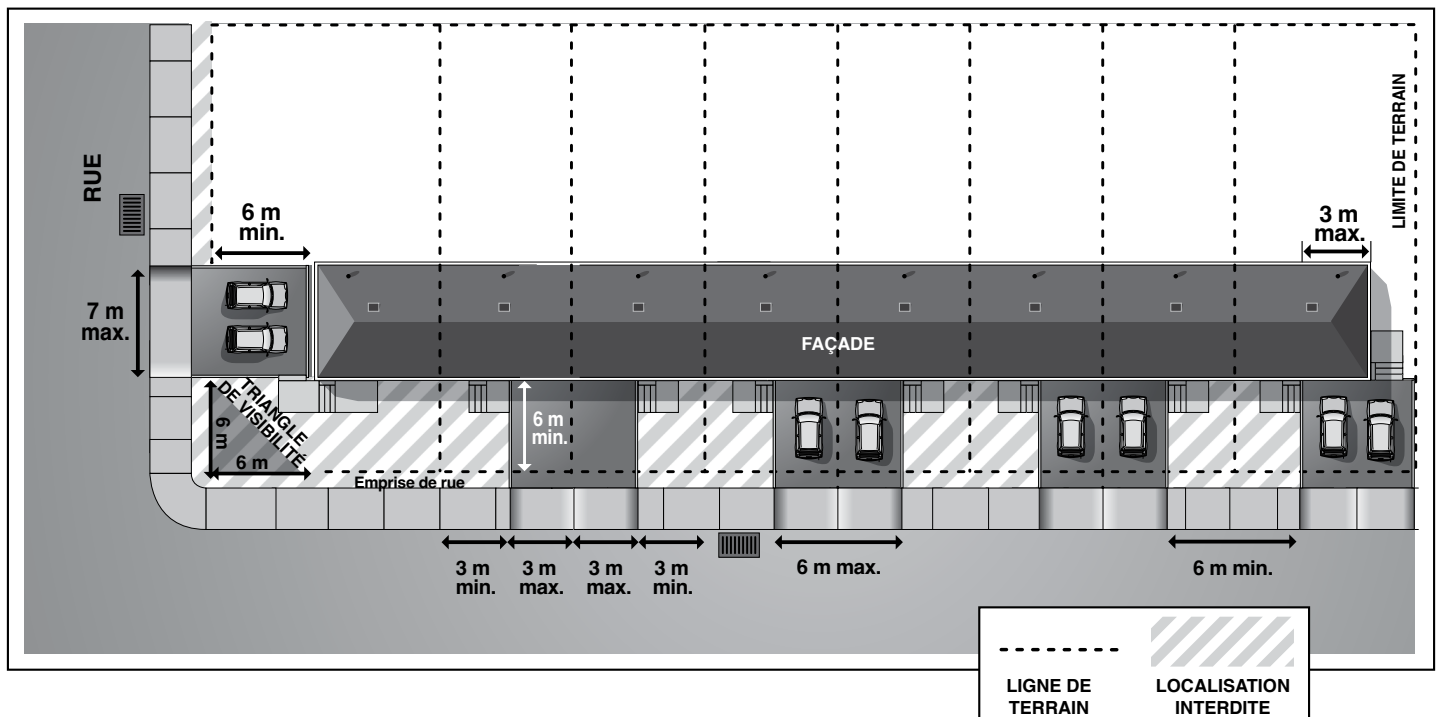 RUE
6 m
min.
LIMITE DE TERRAIN
3 m
max.
7 m
max.
FAÇADE
TRIANGLE
DE VISIBILITÉ
6 m
6 m
6 m
min.
Emprise de rue
3 m
min.
3 m
max.
3 m
max.
3 m
min.
6 m max.
6 m min.
LIGNE DE
TERRAIN
LOCALISATION
INTERDITE